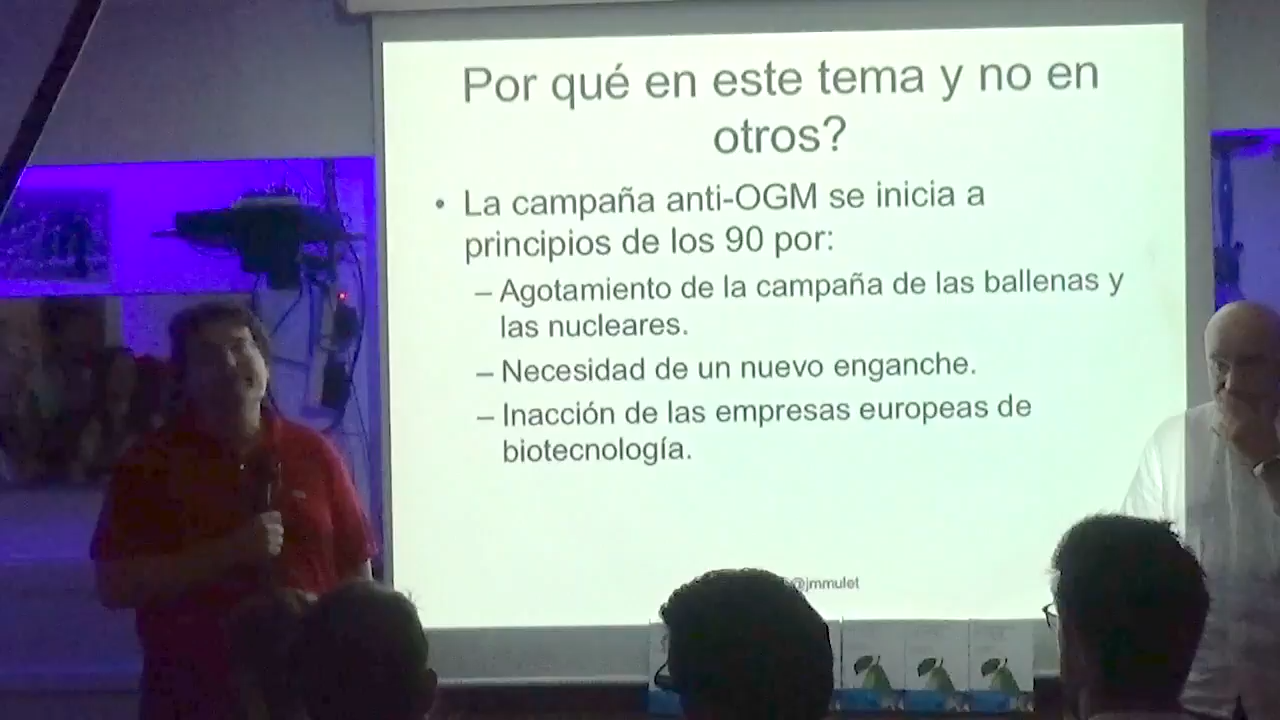 Por qué en este tema y no en
otros?
• La campaña anti-OGM se inicia a
principios de los 90 por:
– Agotamiento de la campaña de las ballenas y
las nucleares.
– Necesidad de un nuevo enganche.
– Inacción de las empresas europeas de
biotecnología.
@jmmulet